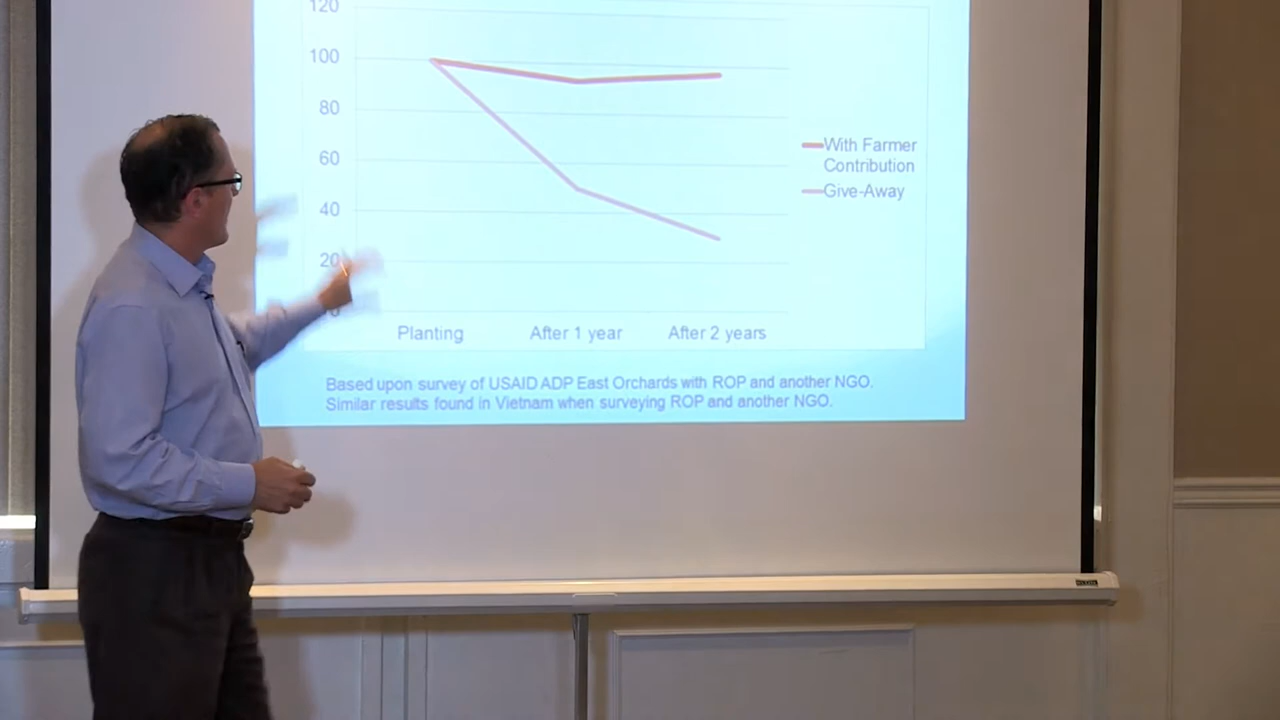 120
100
80
60
40
20
0
With Farmer
Contribution
Give-Away
Planting After 1 year After 2 years
Based upon survey of USAID ADP East Orchards with ROP and another NGO.
Similar results found in Vietnam when surveying ROP and another NGO.